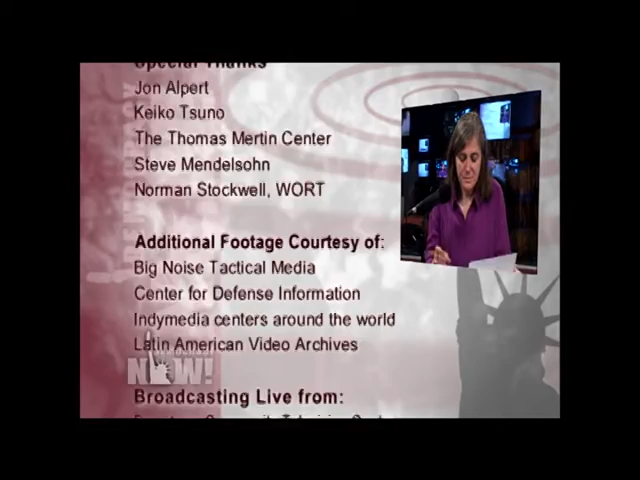 Special Thanks
Jon Alpert
Keiko Tsuno
The Thomas Mertin Center
Steve Mendelsohn
Norman Stockwell, WORT
Additional Footage Courtesy of:
Big Noise Tactical Media
Center for Defense Information
Indymedia centers around the world
Latin American Video Archives
NOW!
Broadcasting Live from: